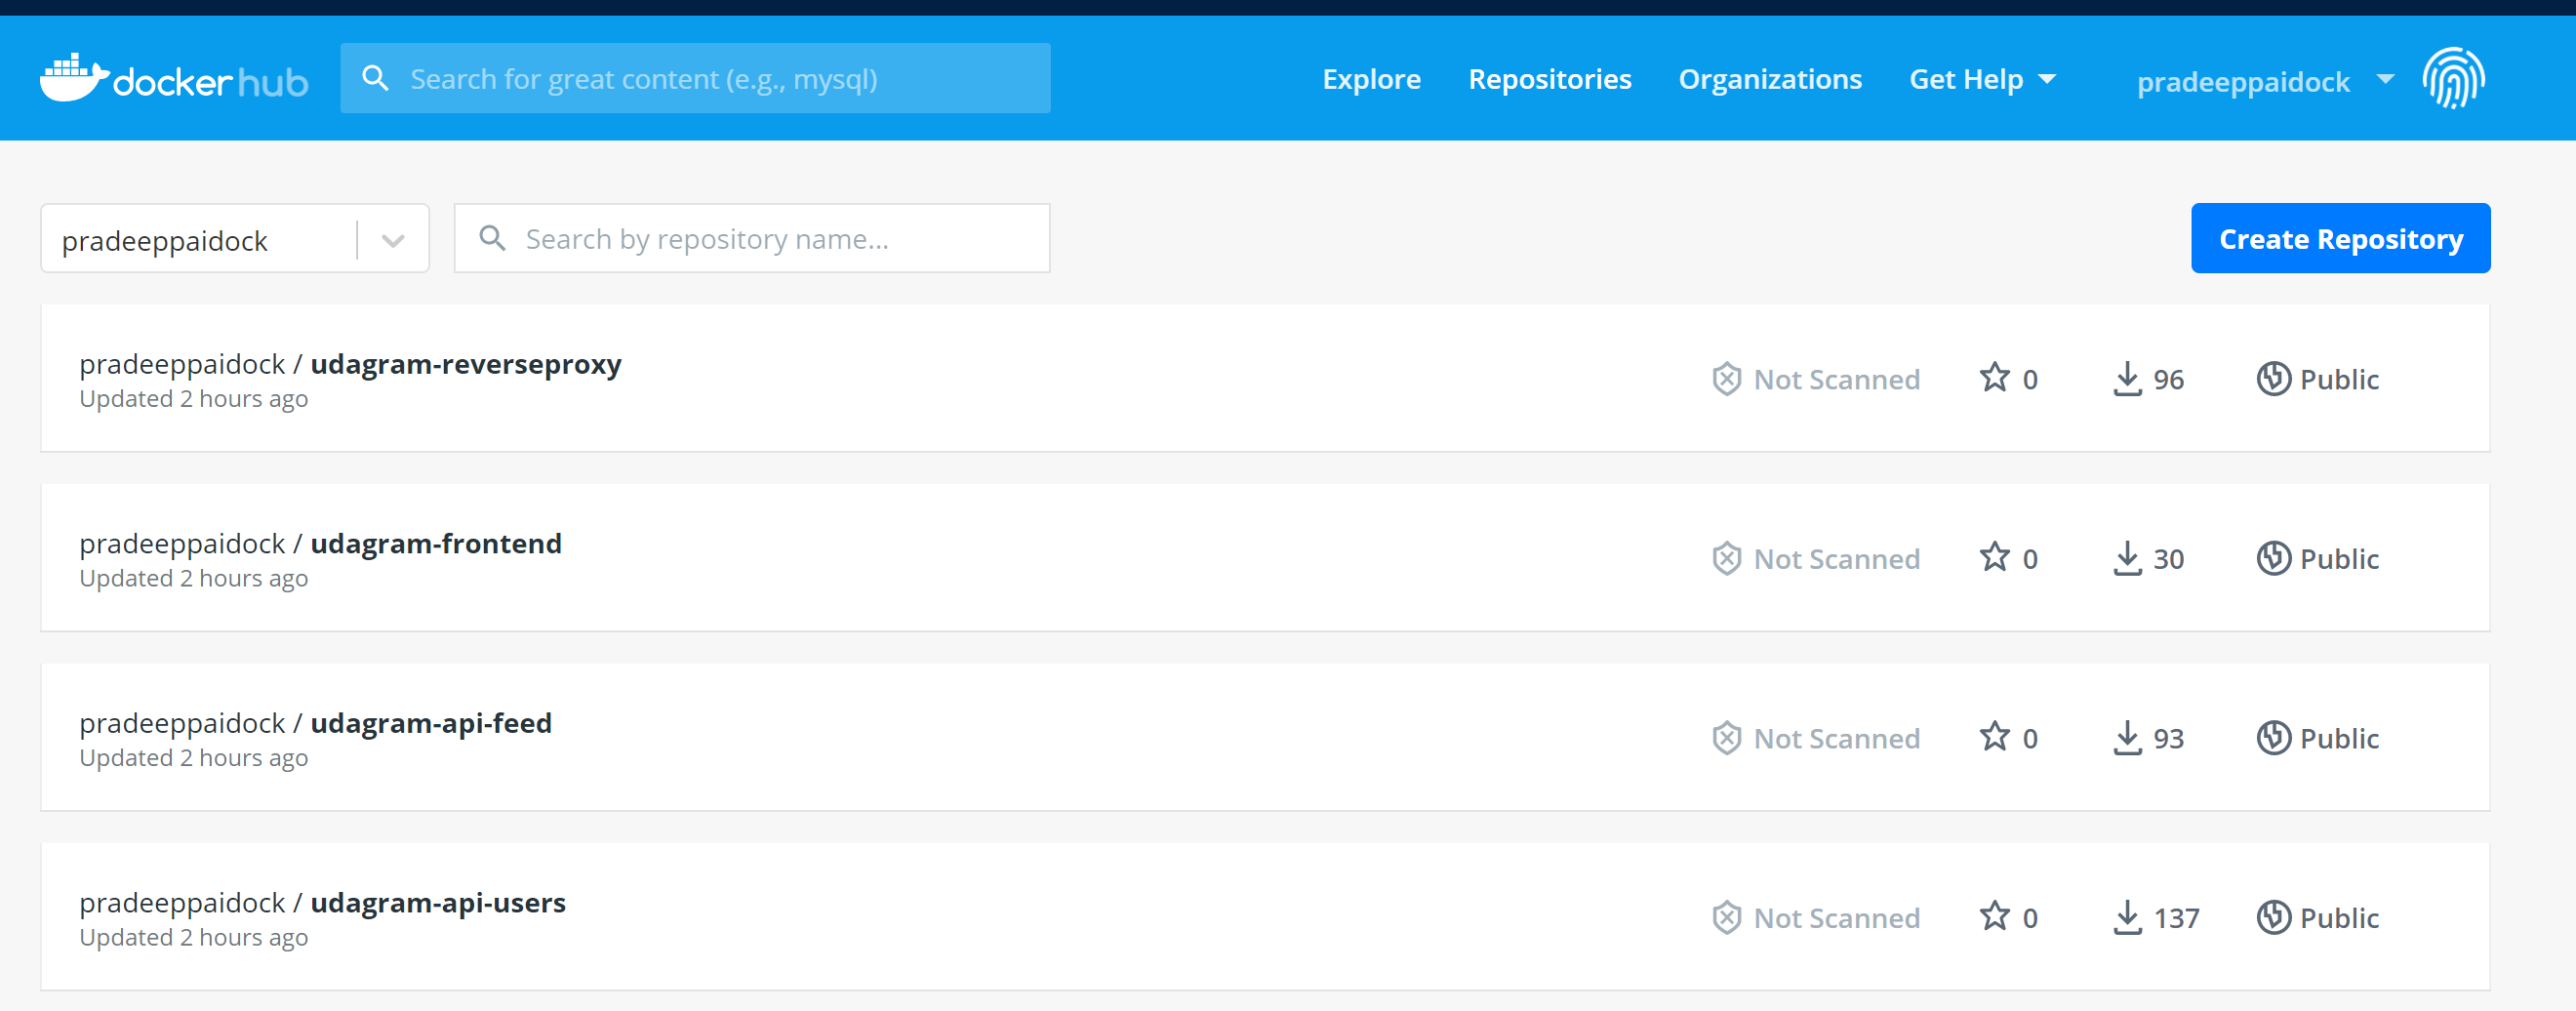 docker hub
Search for great content (e.g., mysql)
Explore
Repositories
Organizations
Get Help
pradeeppaidock
pradeeppaidock
Search by repository name...
Create Repository
pradeeppaidock / udagram-reverseproxy
Updated 2 hours ago
Not Scanned
0
96
Public
pradeeppaidock / udagram-frontend
Updated 2 hours ago
Not Scanned
0
30
Public
pradeeppaidock / udagram-api-feed
Updated 2 hours ago
Not Scanned
0
93
Public
pradeeppaidock / udagram-api-users
Updated 2 hours ago
Not Scanned
0
137
Public